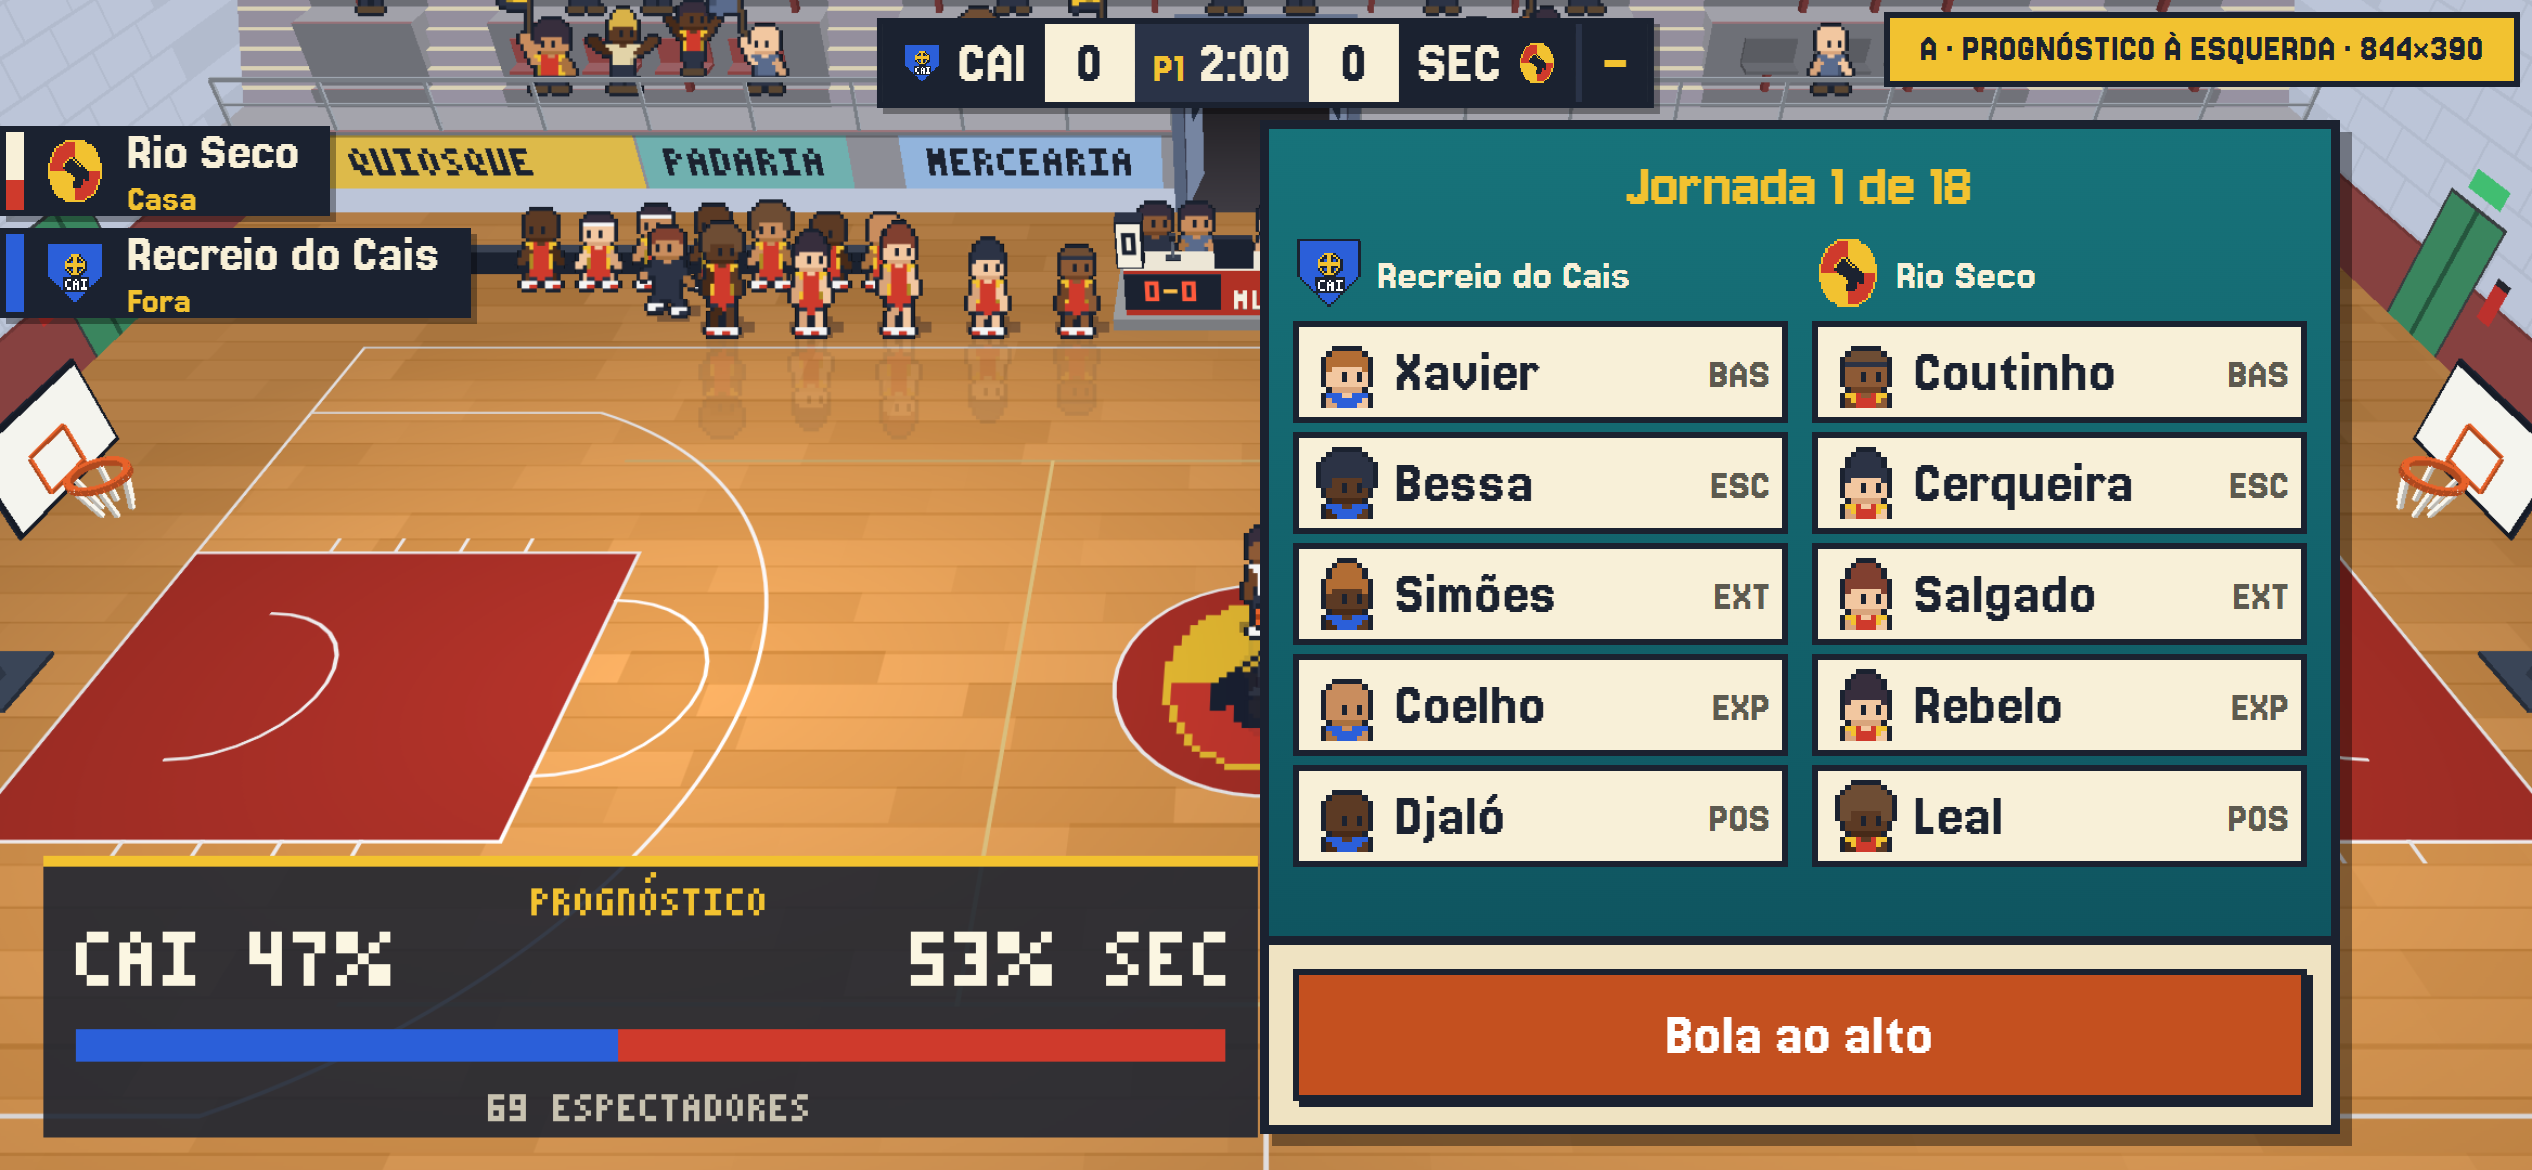 CAI 0 P1 2:00 0 SEC -
A · PROGNÓSTICO À ESQUERDA · 844×390
Rio Seco
Casa
Recreio do Cais
Fora
CAI
QUIOSQUE PADARIA MERCEARIA
0
0-0
Jornada 1 de 18
CAI
Recreio do Cais
Rio Seco
Xavier BAS
Coutinho BAS
Bessa ESC
Cerqueira ESC
Simões EXT
Salgado EXT
Coelho EXP
Rebelo EXP
Djaló POS
Leal POS
PROGNÓSTICO
CAI 47% 53% SEC
69 ESPECTADORES
Bola ao alto